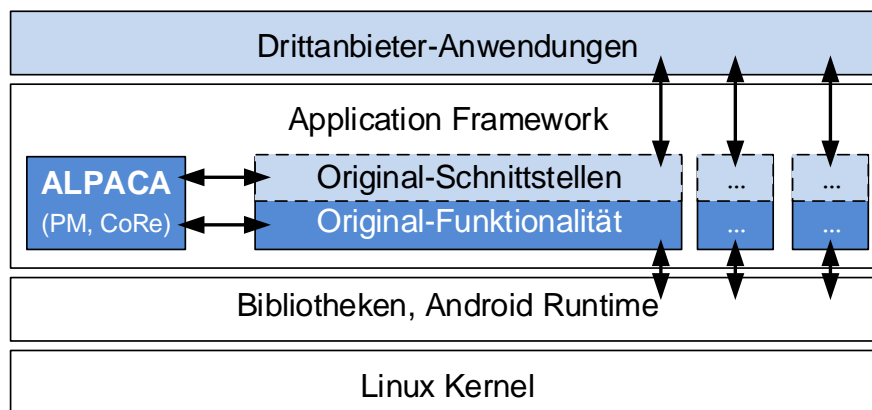 Drittanbieter-Anwendungen
Application Framework
ALPACA
(PM, CoRe)
Original-Schnittstellen
Original-Funktionalität
...
...
...
...
Bibliotheken, Android Runtime
Linux Kernel